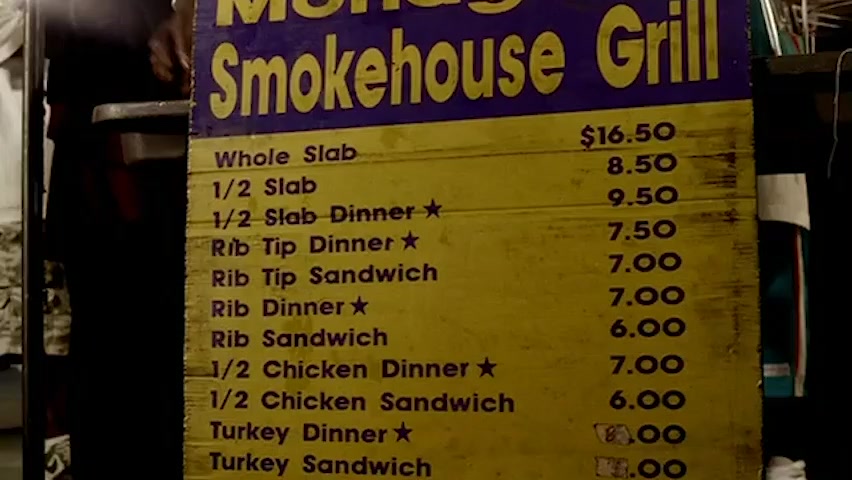 Smokehouse Grill
Whole Slab $16.50
1/2 Slab 8.50
1/2 Slab Dinner ★ 9.50
Rib Tip Dinner ★ 7.50
Rib Tip Sandwich 7.00
Rib Dinner ★ 7.00
Rib Sandwich 6.00
1/2 Chicken Dinner ★ 7.00
1/2 Chicken Sandwich 6.00
Turkey Dinner ★ .00
Turkey Sandwich .00